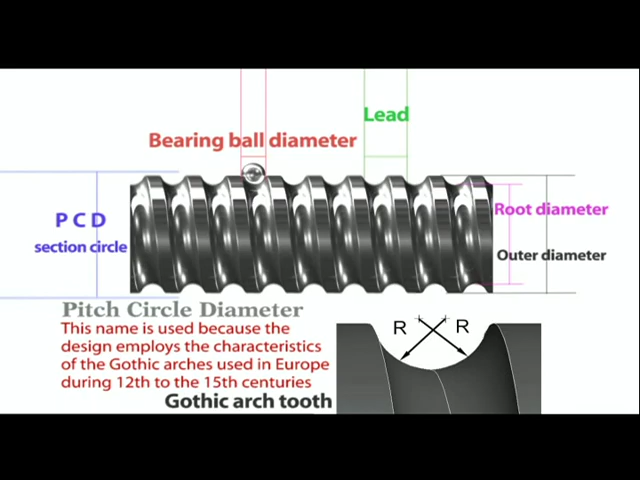 Lead
Bearing ball diameter
P C D
section circle
Root diameter
Outer diameter
Pitch Circle Diameter
This name is used because the
design employs the characteristics
of the Gothic arches used in Europe
during 12th to the 15th centuries
Gothic arch tooth
R R